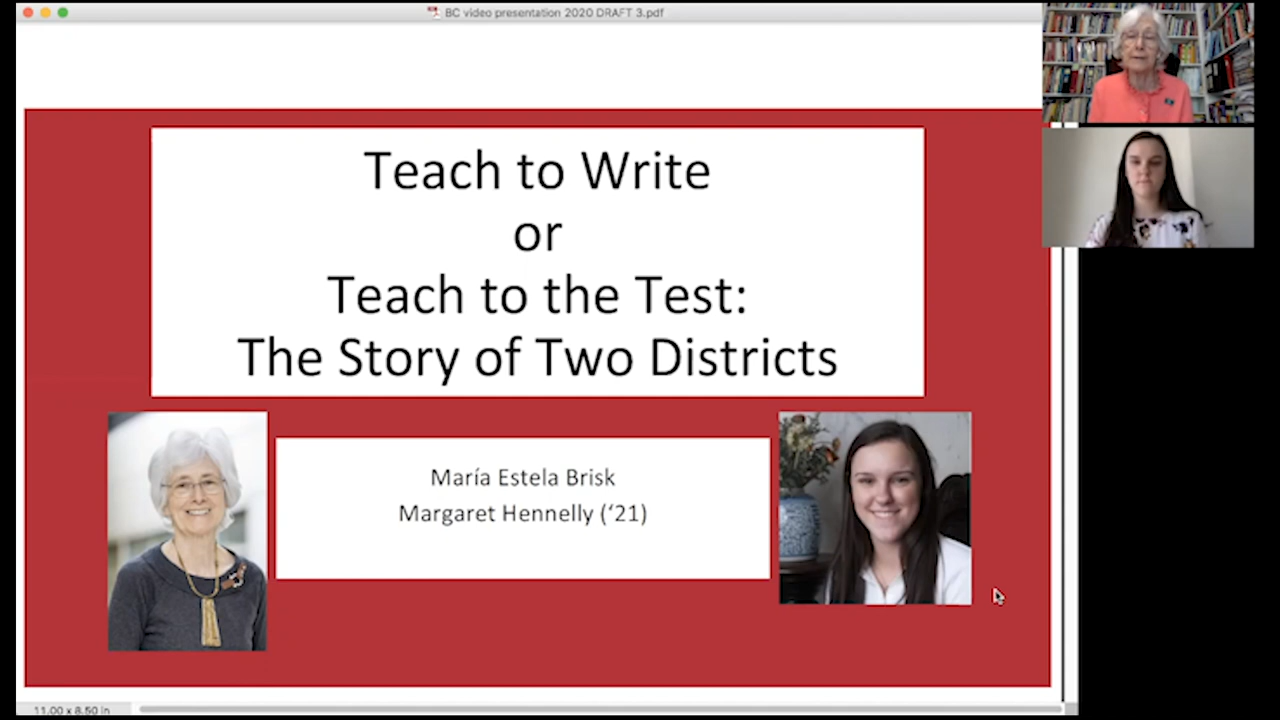 BC video presentation 2020 DRAFT 3.pdf
Teach to Write
or
Teach to the Test:
The Story of Two Districts
María Estela Brisk
Margaret Hennelly (‘21)
11.00 x 8.50 in